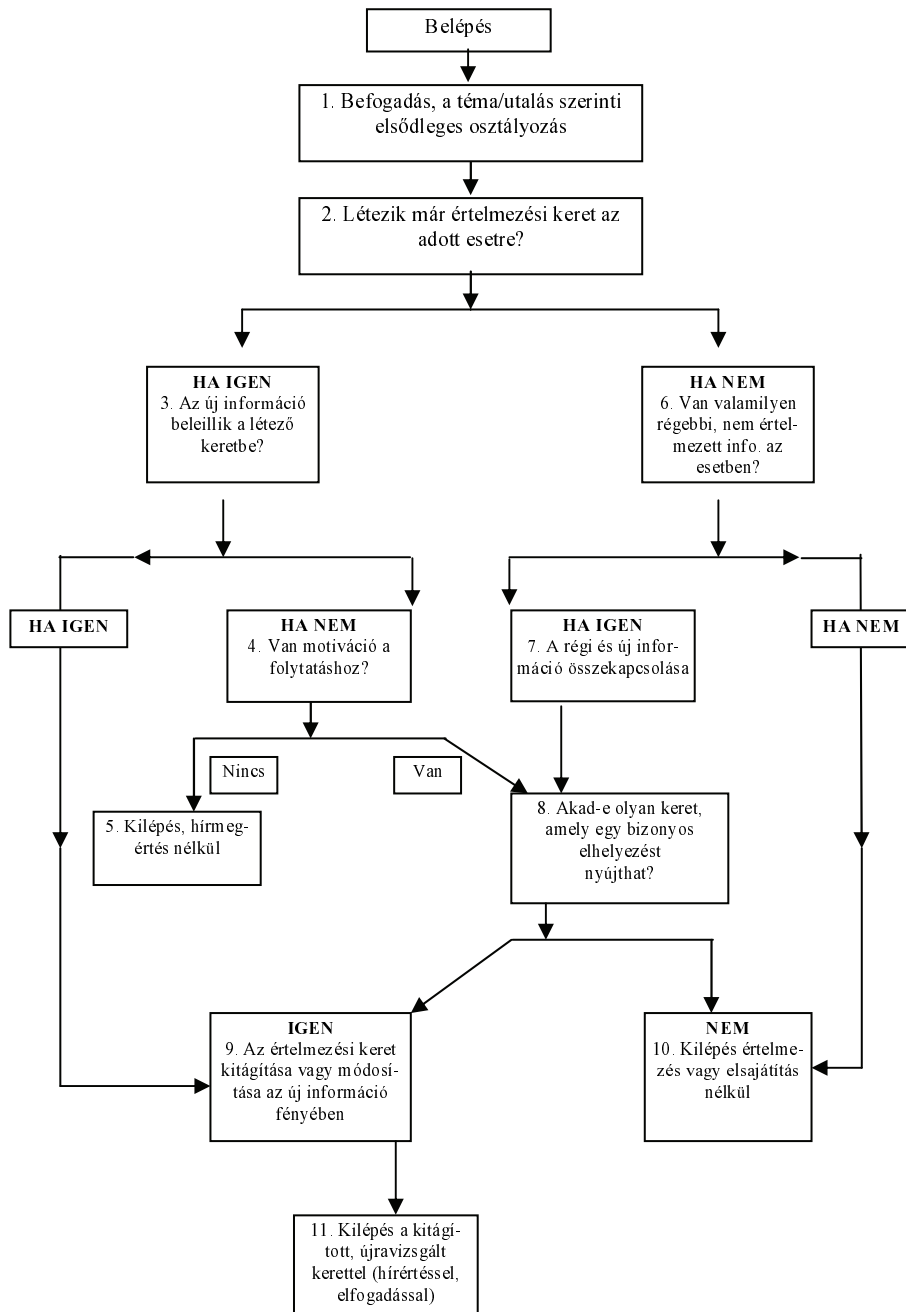 Belépés
1. Befogadás, a téma/utalás szerinti
elsődleges osztályozás
2. Létezik már értelmezési keret az
adott esetre?
HA IGEN
3. Az új információ
beleillik a létező
keretbe?
HA NEM
6. Van valamilyen
régebbi, nem értel-
mezett info. az
esetben?
HA IGEN
HA NEM
4. Van motiváció a
folytatáshoz?
HA IGEN
7. A régi és új infor-
máció összekapcsolása
HA NEM
Nincs
Van
5. Kilépés, hírmeg-
értés nélkül
8. Akad-e olyan keret,
amely egy bizonyos
elhelyezést
nyújthat?
IGEN
9. Az értelmezési keret
kitágítása vagy módosí-
tása az új információ
fényében
NEM
10. Kilépés értelme-
zés vagy elsajátítás
nélkül
11. Kilépés a kitágí-
tott, újravizsgált
kerettel (hírértéssel,
elfogadással)